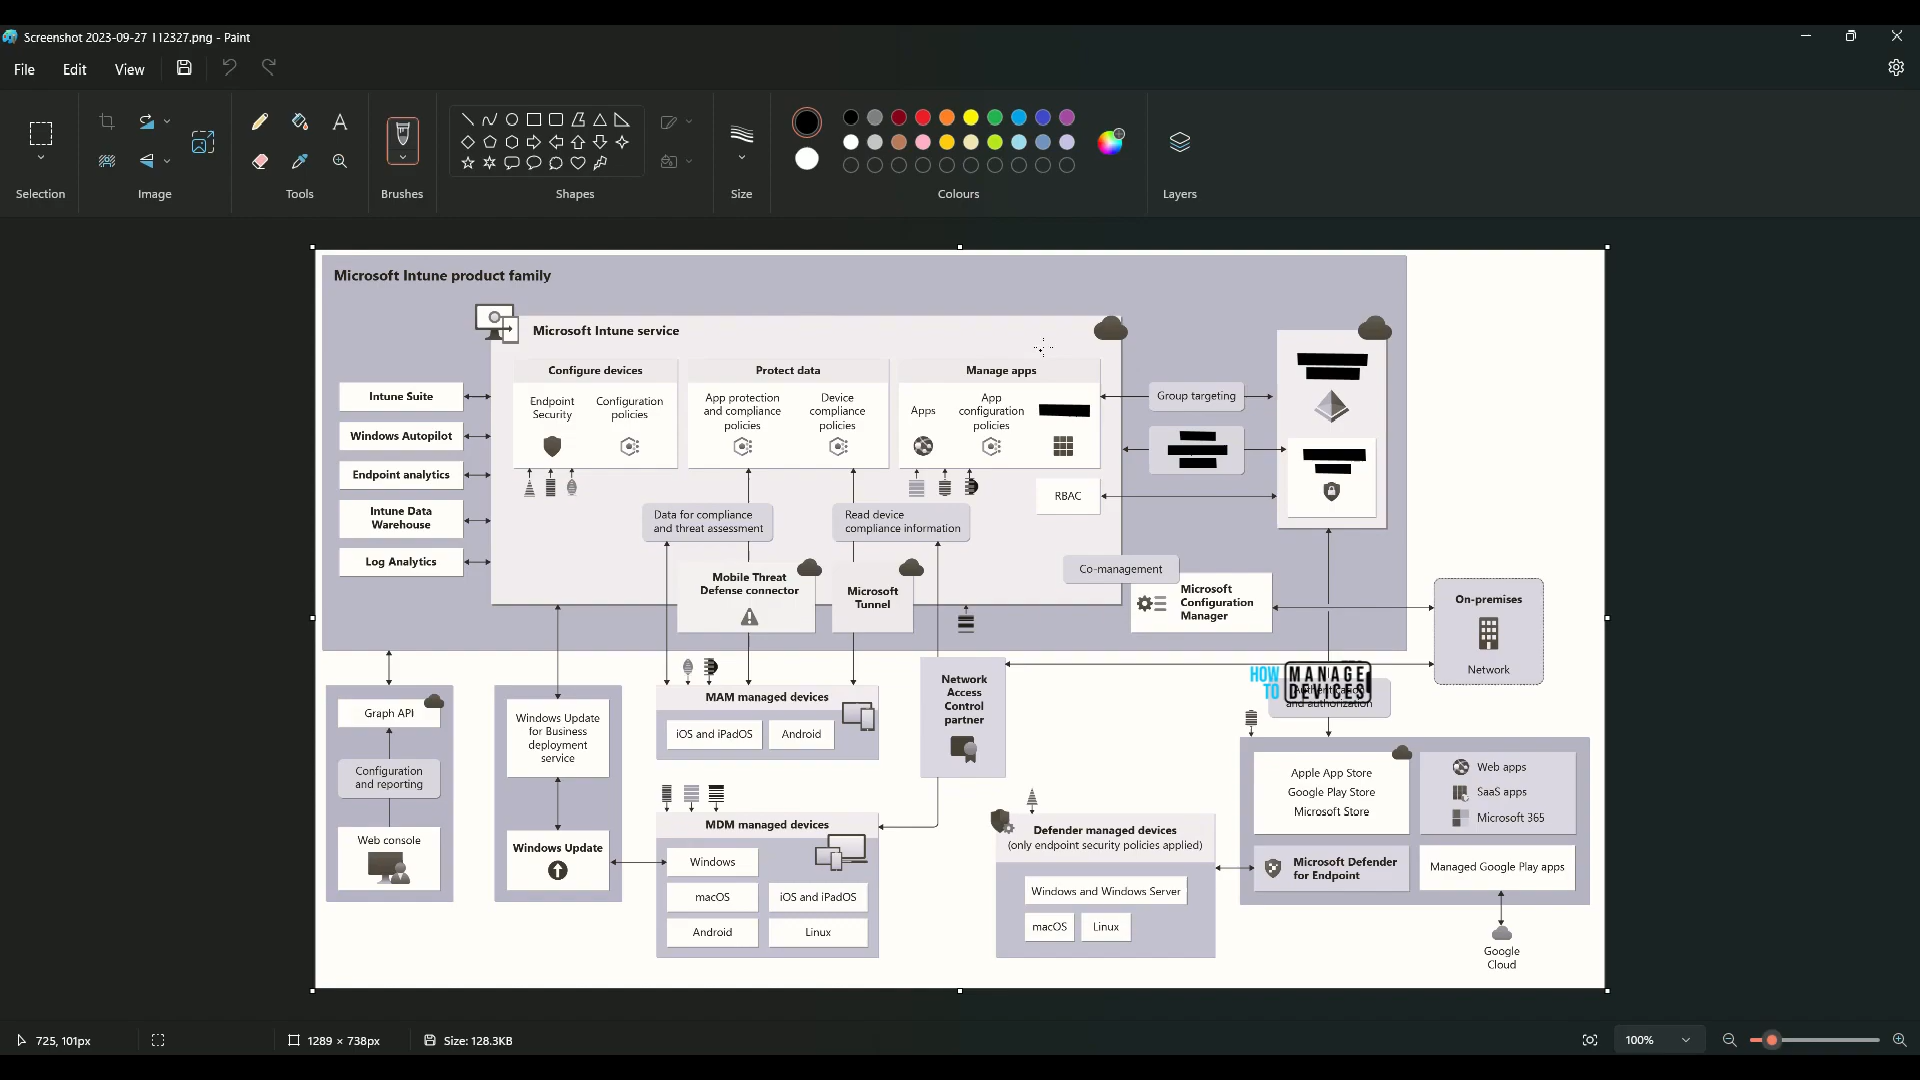 Screenshot 2023-09-27 112327.png - Paint
File
Edit
View
Selection
Image
Tools
Brushes
Shapes
Size
Colours
Layers
Microsoft Intune product family
Microsoft Intune service
Configure devices
Protect data
Manage apps
Endpoint
Security
Configuration
policies
App protection
and compliance
policies
Device
compliance
policies
Apps
App
configuration
policies
Group targeting
Intune Suite
Windows Autopilot
Endpoint analytics
Intune Data
Warehouse
Log Analytics
RBAC
Data for compliance
and threat assessment
Read device
compliance information
Mobile Threat
Defense connector
Microsoft
Tunnel
Co-management
Microsoft
Configuration
Manager
On-premises
Network
Graph API
Configuration
and reporting
Web console
Windows Update
for Business
deployment
service
Windows Update
MAM managed devices
iOS and iPadOS
Android
Network
Access
Control
partner
HOW
TO
MANAGE
DEVICES
and authorization
MDM managed devices
Windows
macOS
iOS and iPadOS
Android
Linux
Defender managed devices
(only endpoint security policies applied)
Windows and Windows Server
macOS
Linux
Apple App Store
Google Play Store
Microsoft Store
Web apps
SaaS apps
Microsoft 365
Microsoft Defender
for Endpoint
Managed Google Play apps
Google
Cloud
725, 101px
1289 × 738px
Size: 128.3KB
100%